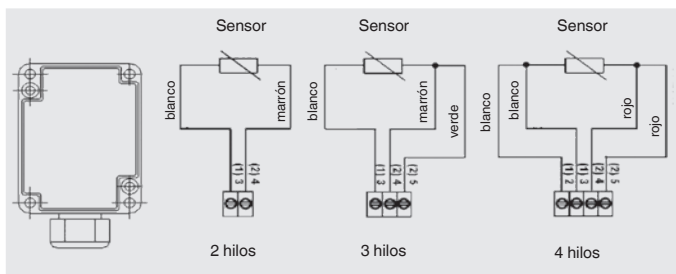 Sensor
Sensor
Sensor
blanco
marrón
blanco
marrón
verde
blanco
blanco
rojo
rojo
(1) 3
(2) 4
(1) 3
(2) 4
(2) 5
(1) 2
(1) 3
(2) 4
(2) 5
2 hilos
3 hilos
4 hilos